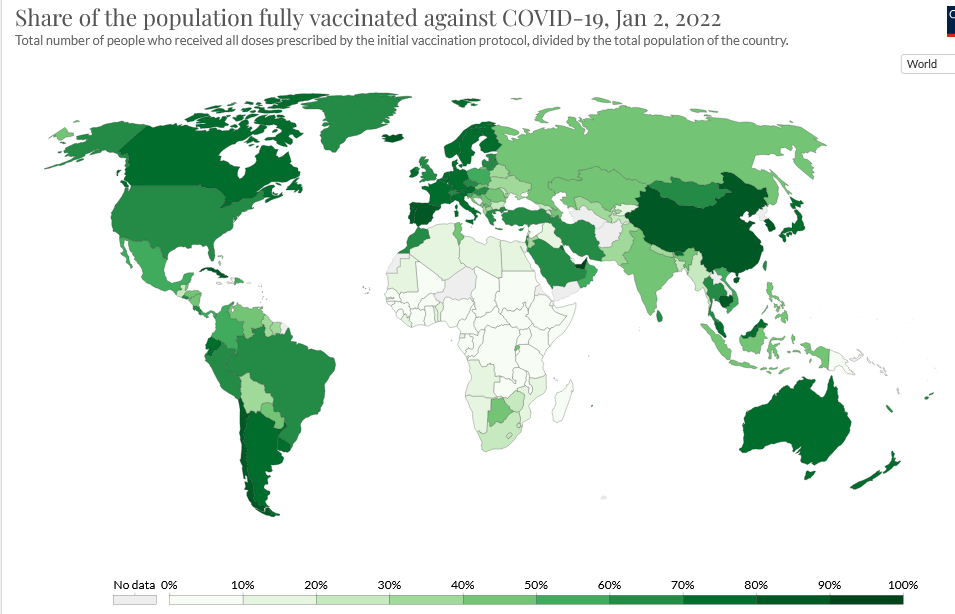 Share of the population fully vaccinated against COVID-19, Jan 2, 2022
Total number of people who received all doses prescribed by the initial vaccination protocol, divided by the total population of the country.
World
No data 0% 10% 20% 30% 40% 50% 60% 70% 80% 90% 100%